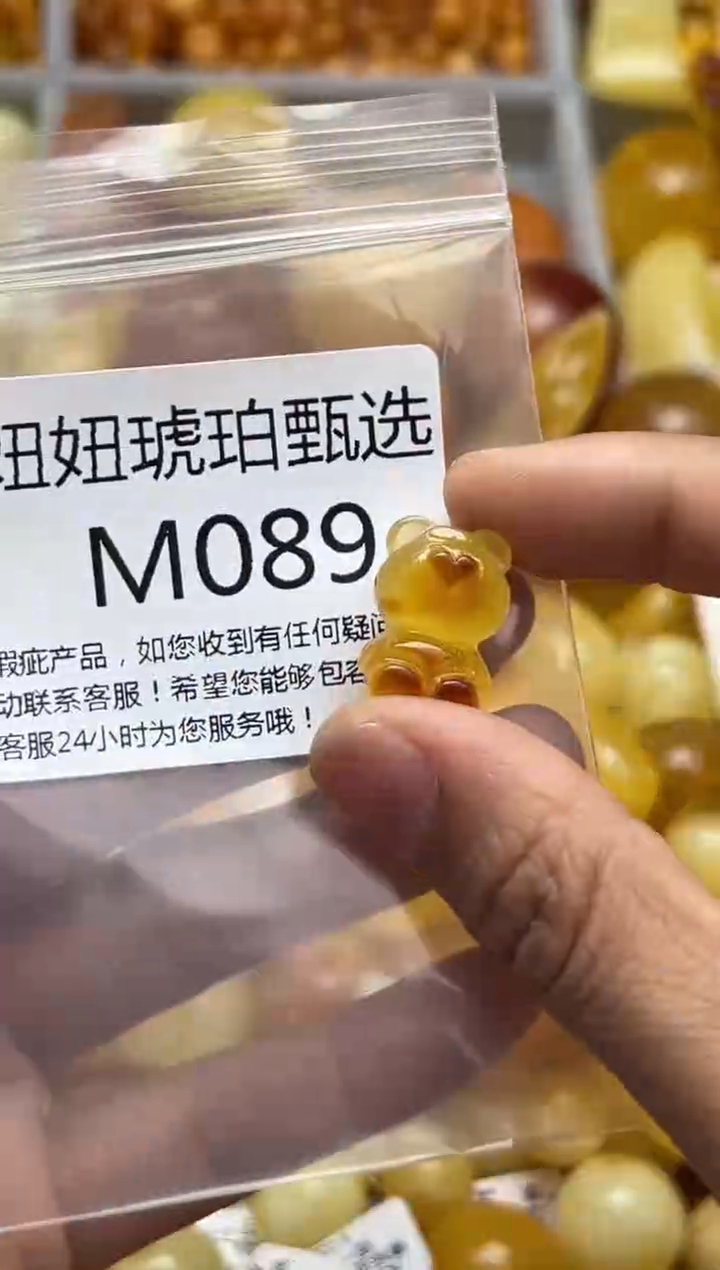 妞妞琥珀甄选
M089
瑕疵产品，如您收到有任何疑问
动联系客服！希望您能够包容
客服24小时为您服务哦！